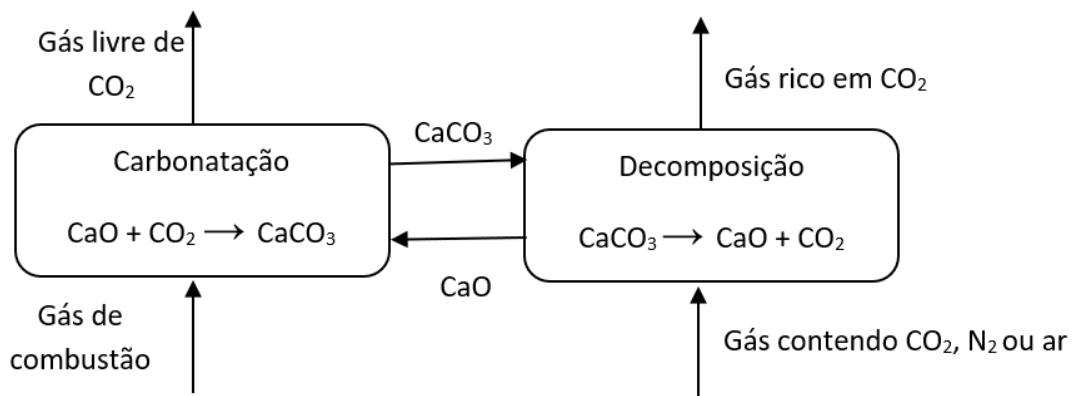 Gás livre de
CO₂
Gás rico em CO₂
CaCO₃
Carbonatação
CaO + CO₂ → CaCO₃
Decomposição
CaCO₃ → CaO + CO₂
CaO
Gás de
combustão
Gás contendo CO₂, N₂ ou ar